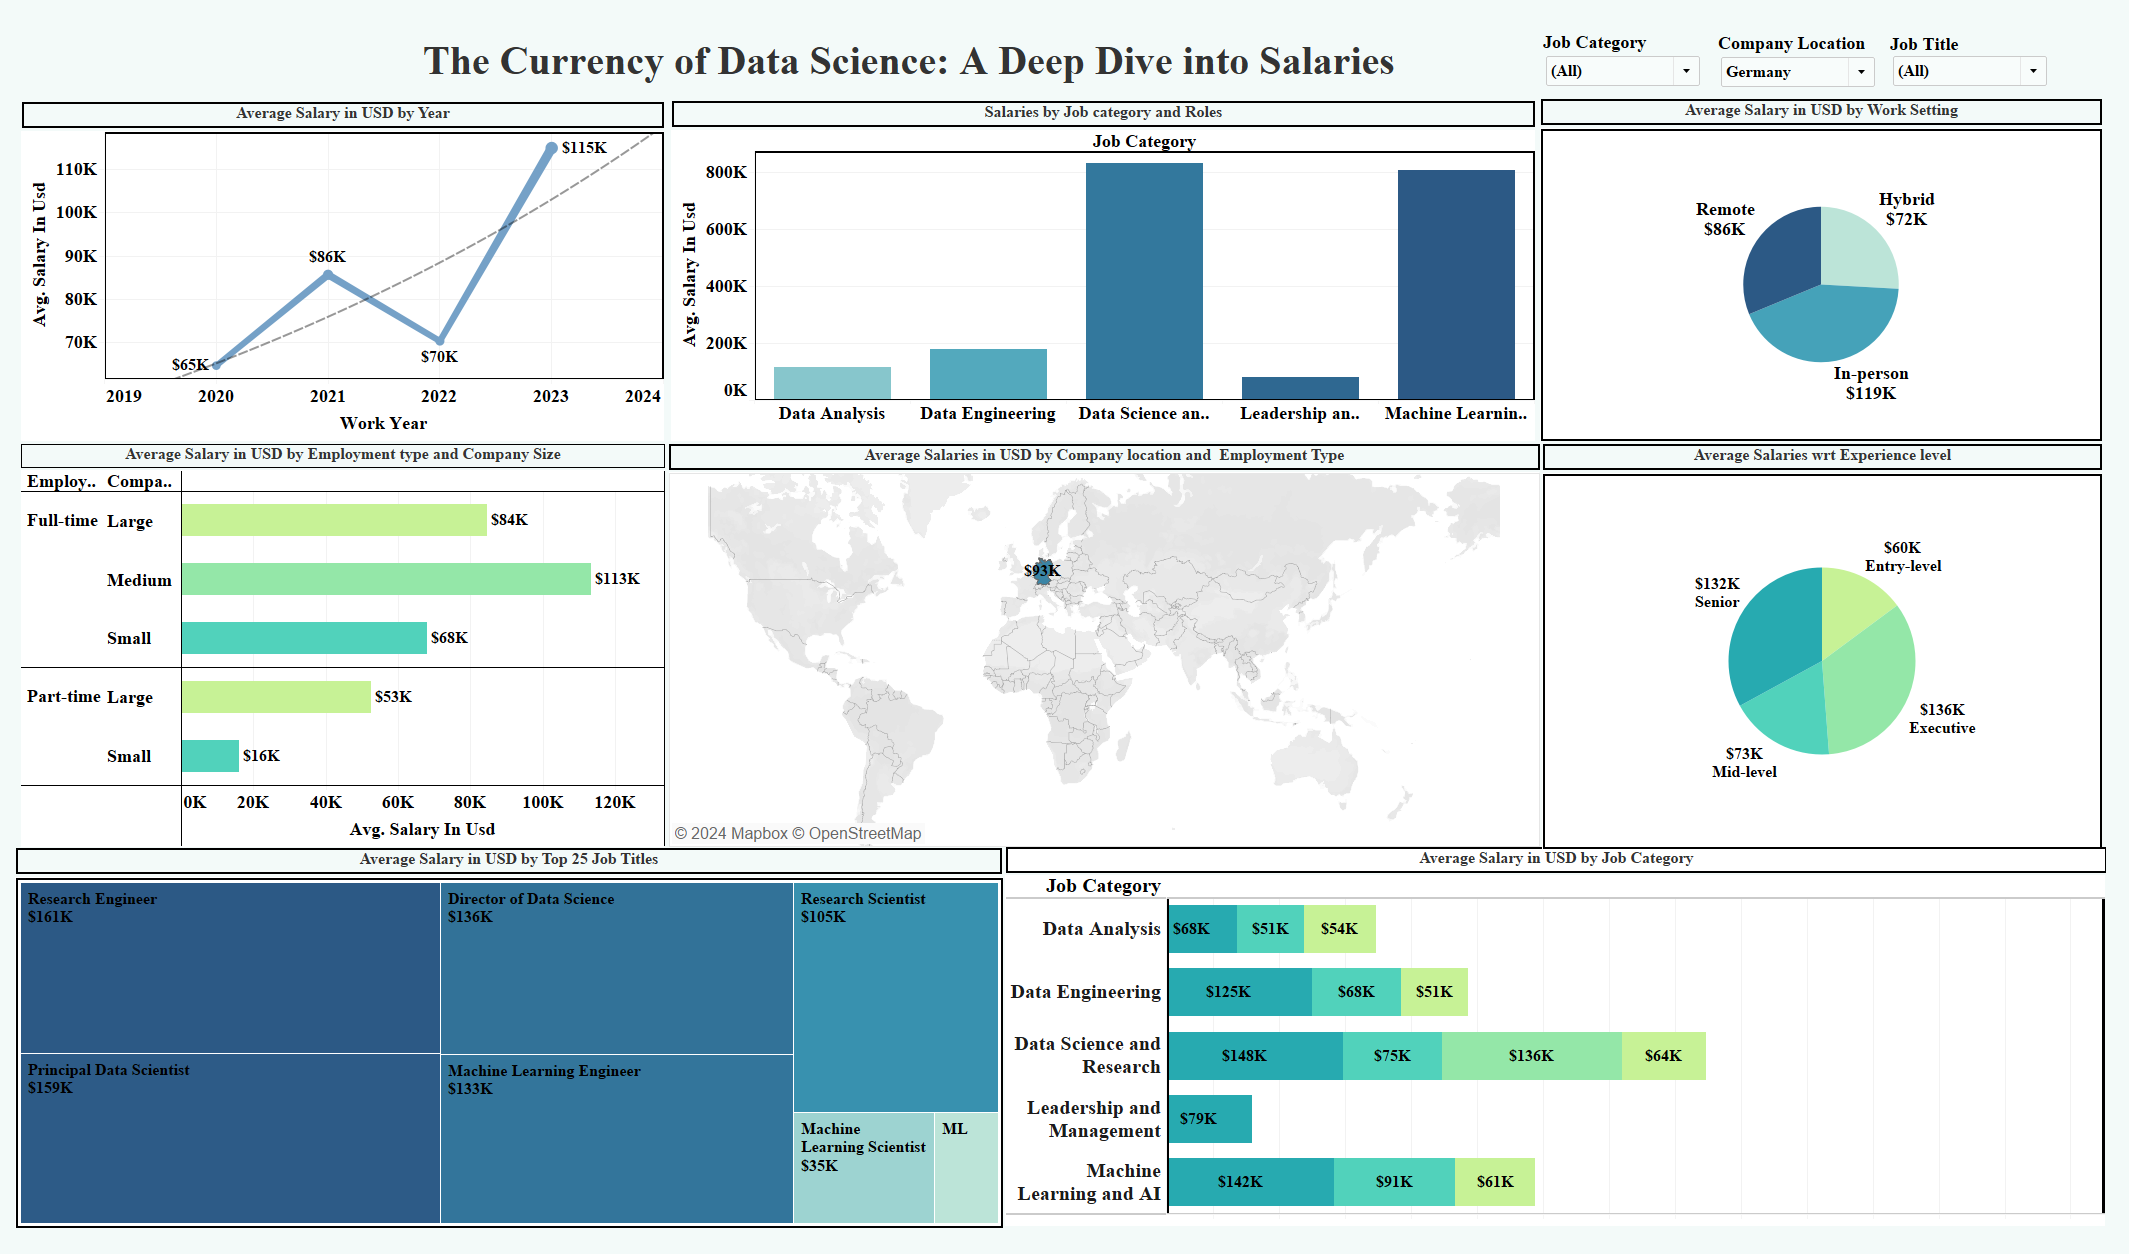 The Currency of Data Science: A Deep Dive into Salaries
Job Category
(All)
Company Location
Germany
Job Title
(All)
Average Salary in USD by Year
Avg. Salary In Usd
110K
100K
90K
80K
70K
$65K
$86K
$70K
$115K
2019
2020
2021
2022
2023
2024
Work Year
Salaries by Job category and Roles
Job Category
Avg. Salary In Usd
800K
600K
400K
200K
0K
Data Analysis
Data Engineering
Data Science an..
Leadership an..
Machine Learnin..
Average Salary in USD by Work Setting
Remote
$86K
Hybrid
$72K
In-person
$119K
Average Salary in USD by Employment type and Company Size
Employ..
Compa..
Full-time
Large
$84K
Medium
$113K
Small
$68K
Part-time
Large
$53K
Small
$16K
0K
20K
40K
60K
80K
100K
120K
Avg. Salary In Usd
Average Salaries in USD by Company location and Employment Type
$93K
© 2024 Mapbox © OpenStreetMap
Average Salaries wrt Experience level
$60K
Entry-level
$132K
Senior
$136K
Executive
$73K
Mid-level
Average Salary in USD by Top 25 Job Titles
Research Engineer
$161K
Director of Data Science
$136K
Research Scientist
$105K
Principal Data Scientist
$159K
Machine Learning Engineer
$133K
Machine
Learning Scientist
$35K
ML
Average Salary in USD by Job Category
Job Category
Data Analysis
$68K
$51K
$54K
Data Engineering
$125K
$68K
$51K
Data Science and
Research
$148K
$75K
$136K
$64K
Leadership and
Management
$79K
Machine
Learning and AI
$142K
$91K
$61K